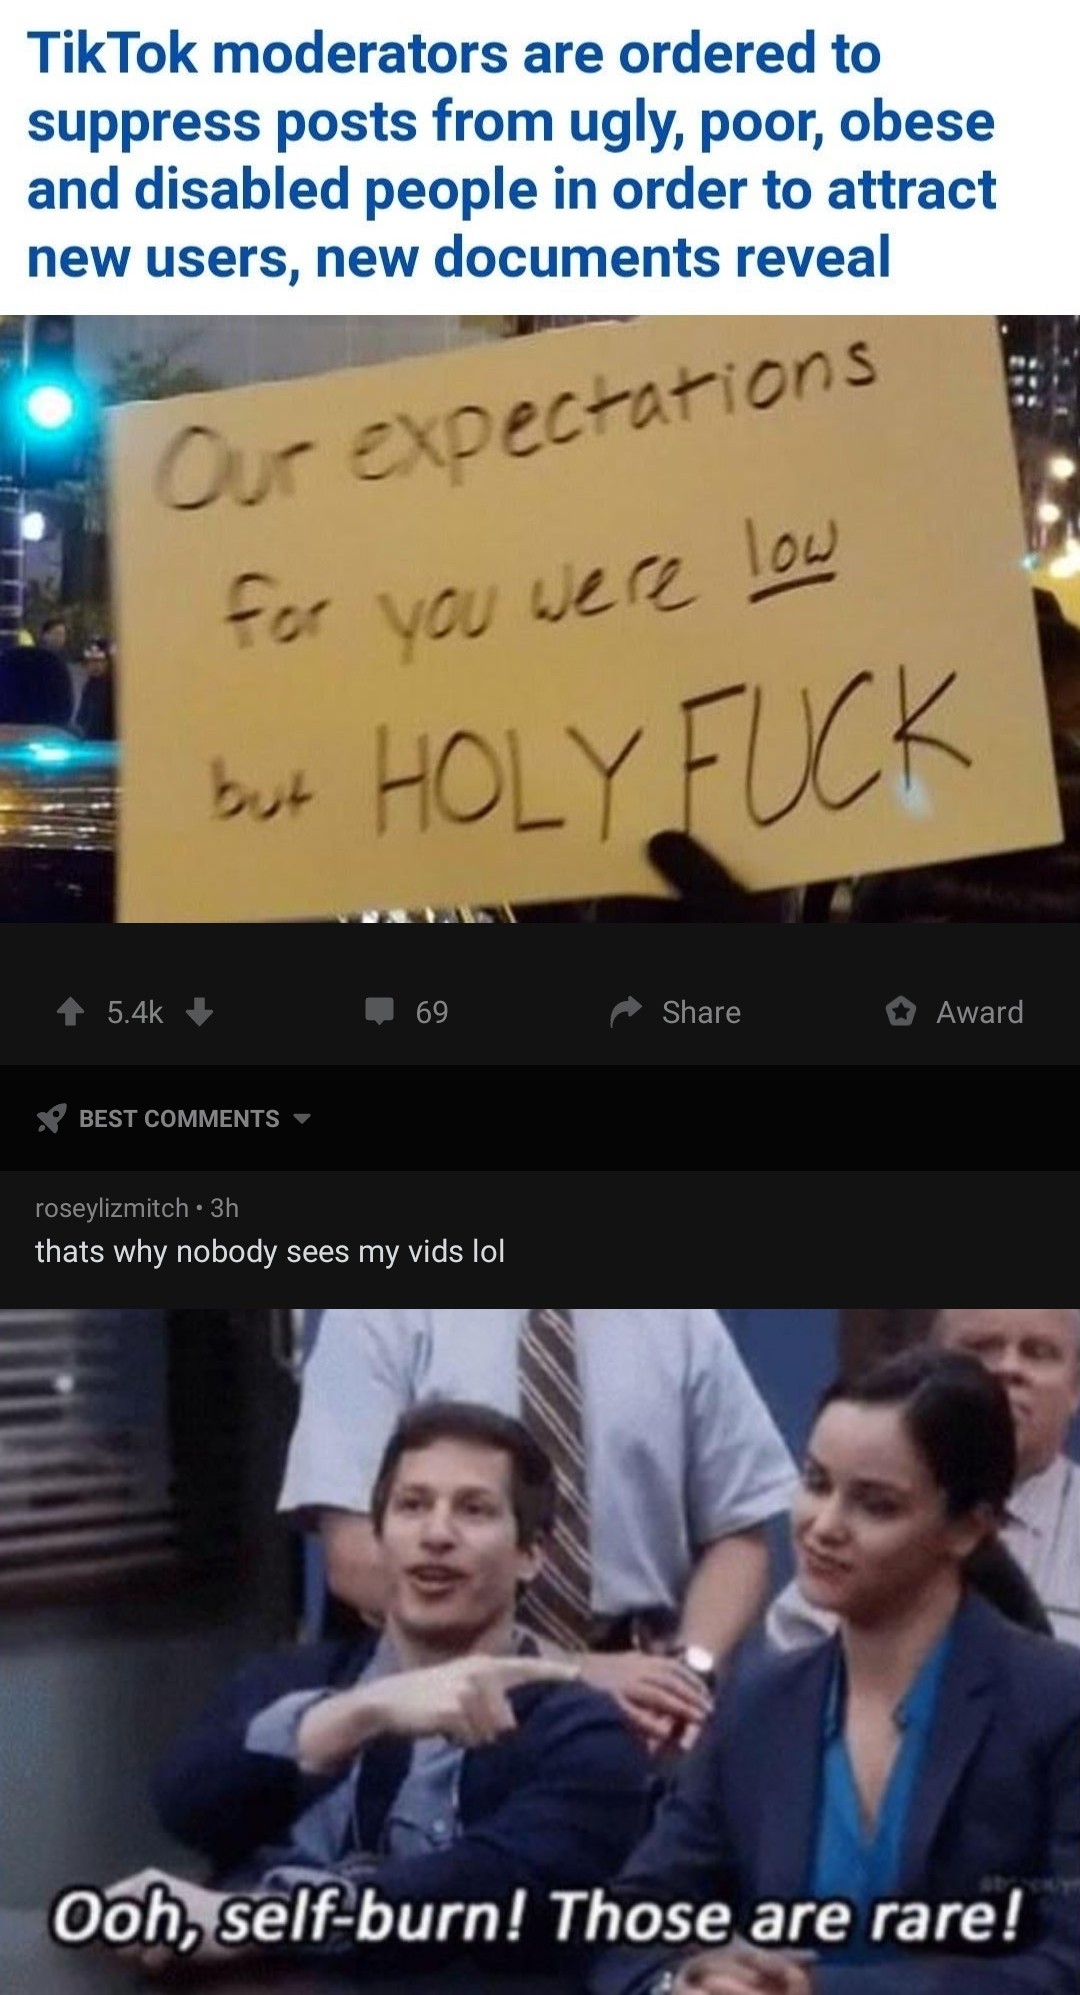 TikTok moderators are ordered to
suppress posts from ugly, poor, obese
and disabled people in order to attract
new users, new documents reveal
Our expectations
for you were low
but HOLY FUCK
5.4k 69 Share Award
BEST COMMENTS
roseylizmitch • 3h
thats why nobody sees my vids lol
Ooh, self-burn! Those are rare!